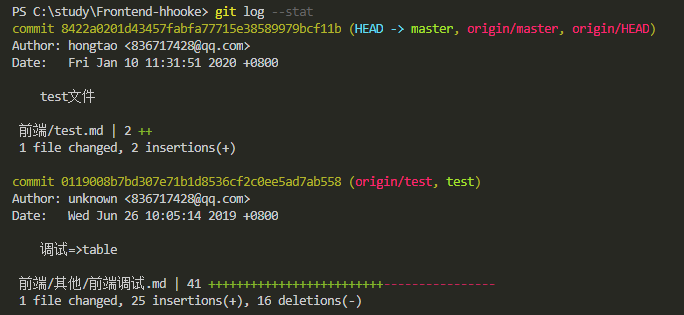 PS C:\study\Frontend-hhooke> git log --stat
commit 8422a0201d43457fabfa77715e38589979bcf11b (HEAD -> master, origin/master, origin/HEAD)
Author: hongtao <836717428@qq.com>
Date:   Fri Jan 10 11:31:51 2020 +0800
test文件
前端/test.md | 2 ++
1 file changed, 2 insertions(+)
commit 0119008b7bd307e71b1d8536cf2c0ee5ad7ab558 (origin/test, test)
Author: unknown <836717428@qq.com>
Date:   Wed Jun 26 10:05:14 2019 +0800
调试=>table
前端/其他/前端调试.md | 41 +++++++++++++++++++++++++----------------
1 file changed, 25 insertions(+), 16 deletions(-)